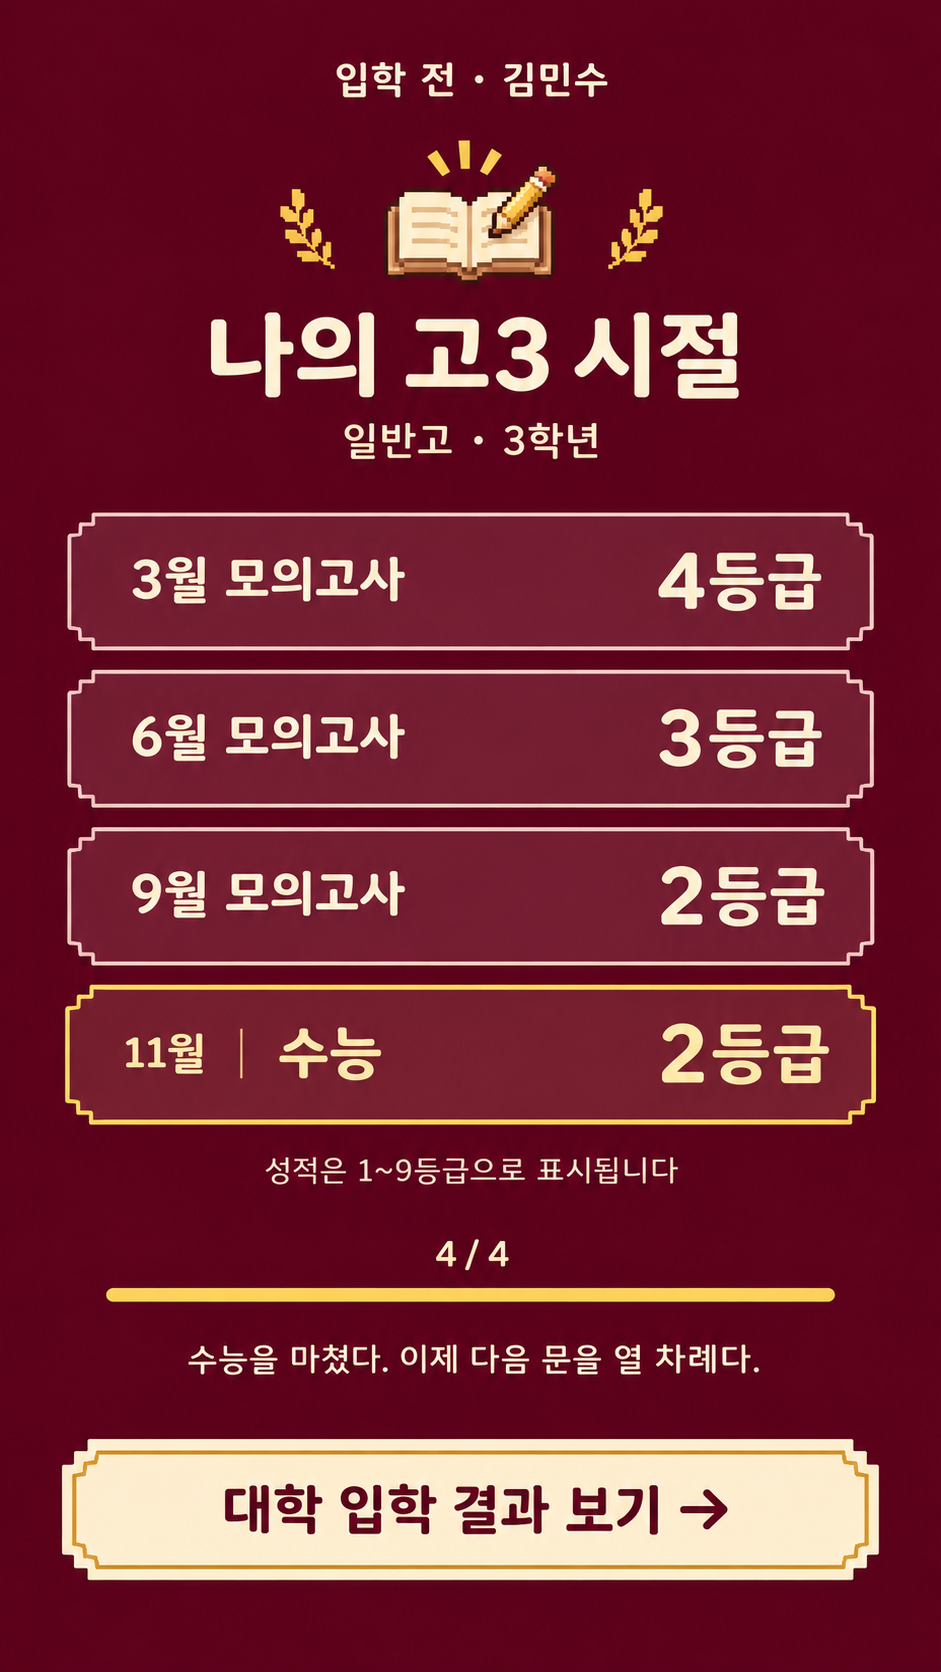 입학 전 · 김민수
나의 고3 시절
일반고 · 3학년
3월 모의고사 4등급
6월 모의고사 3등급
9월 모의고사 2등급
11월 | 수능 2등급
성적은 1~9등급으로 표시됩니다
4 / 4
수능을 마쳤다. 이제 다음 문을 열 차례다.
대학 입학 결과 보기 →